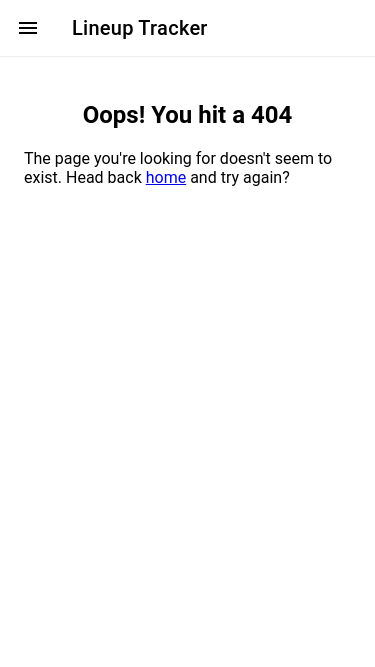 Lineup Tracker
Oops! You hit a 404
The page you're looking for doesn't seem to
exist. Head back home and try again?